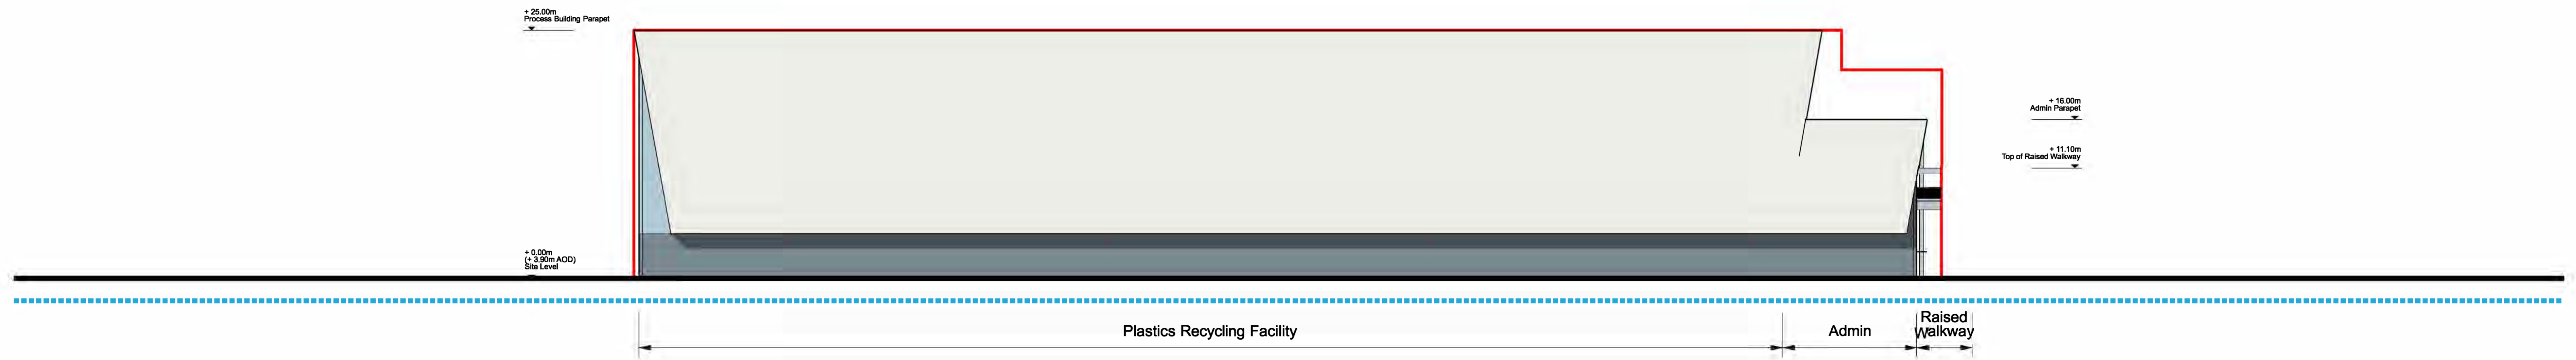 + 25.00m
Process Building Parapet
+ 16.00m
Admin Parapet
+ 11.10m
Top of Raised Walkway
+ 0.00m
(+ 3.90m AOD)
Site Level
Plastics Recycling Facility
Admin
Raised
Walkway